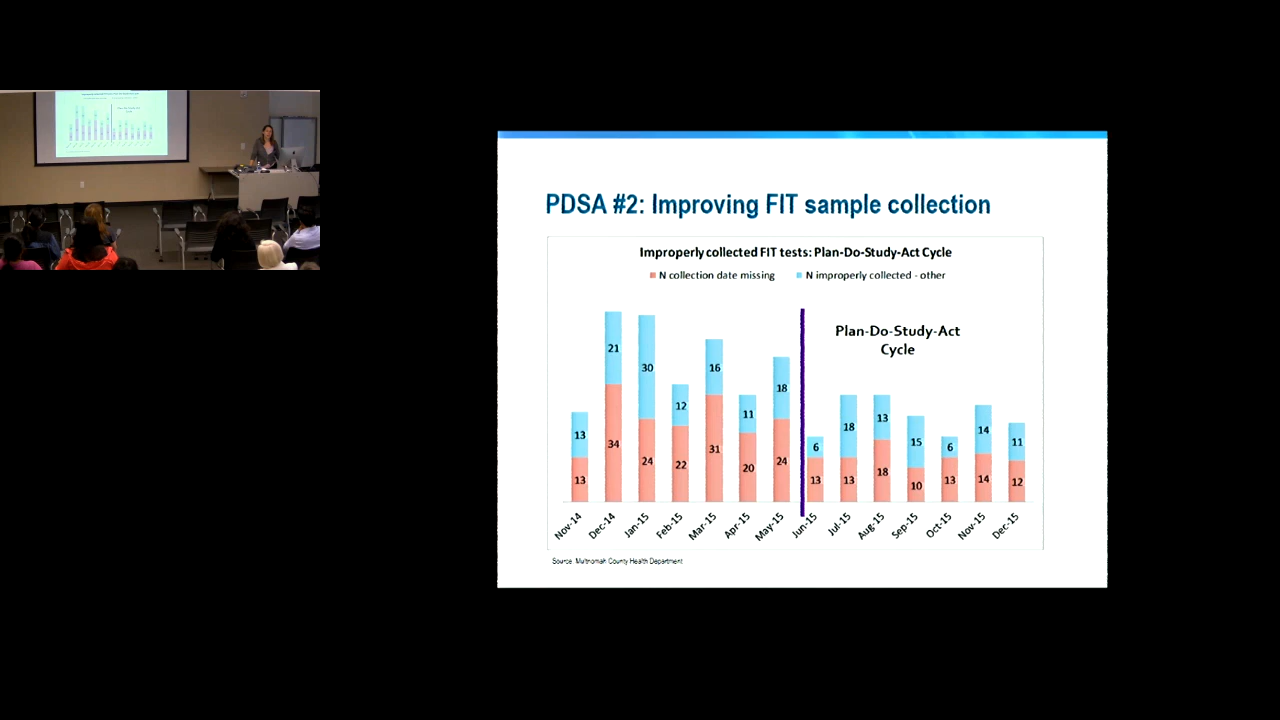 PDSA #2: Improving FIT sample collection
Improperly collected FIT tests: Plan-Do-Study-Act Cycle
N collection date missing
N improperly collected - other
Plan-Do-Study-Act
Cycle
13 21 30 12 16 11 18 6 18 13 15 6 14 11
13 34 24 22 31 20 24 13 13 18 10 13 14 12
Nov-14 Dec-14 Jan-15 Feb-15 Mar-15 Apr-15 May-15 Jun-15 Jul-15 Aug-15 Sep-15 Oct-15 Nov-15 Dec-15
Source: Multnomah County Health Department